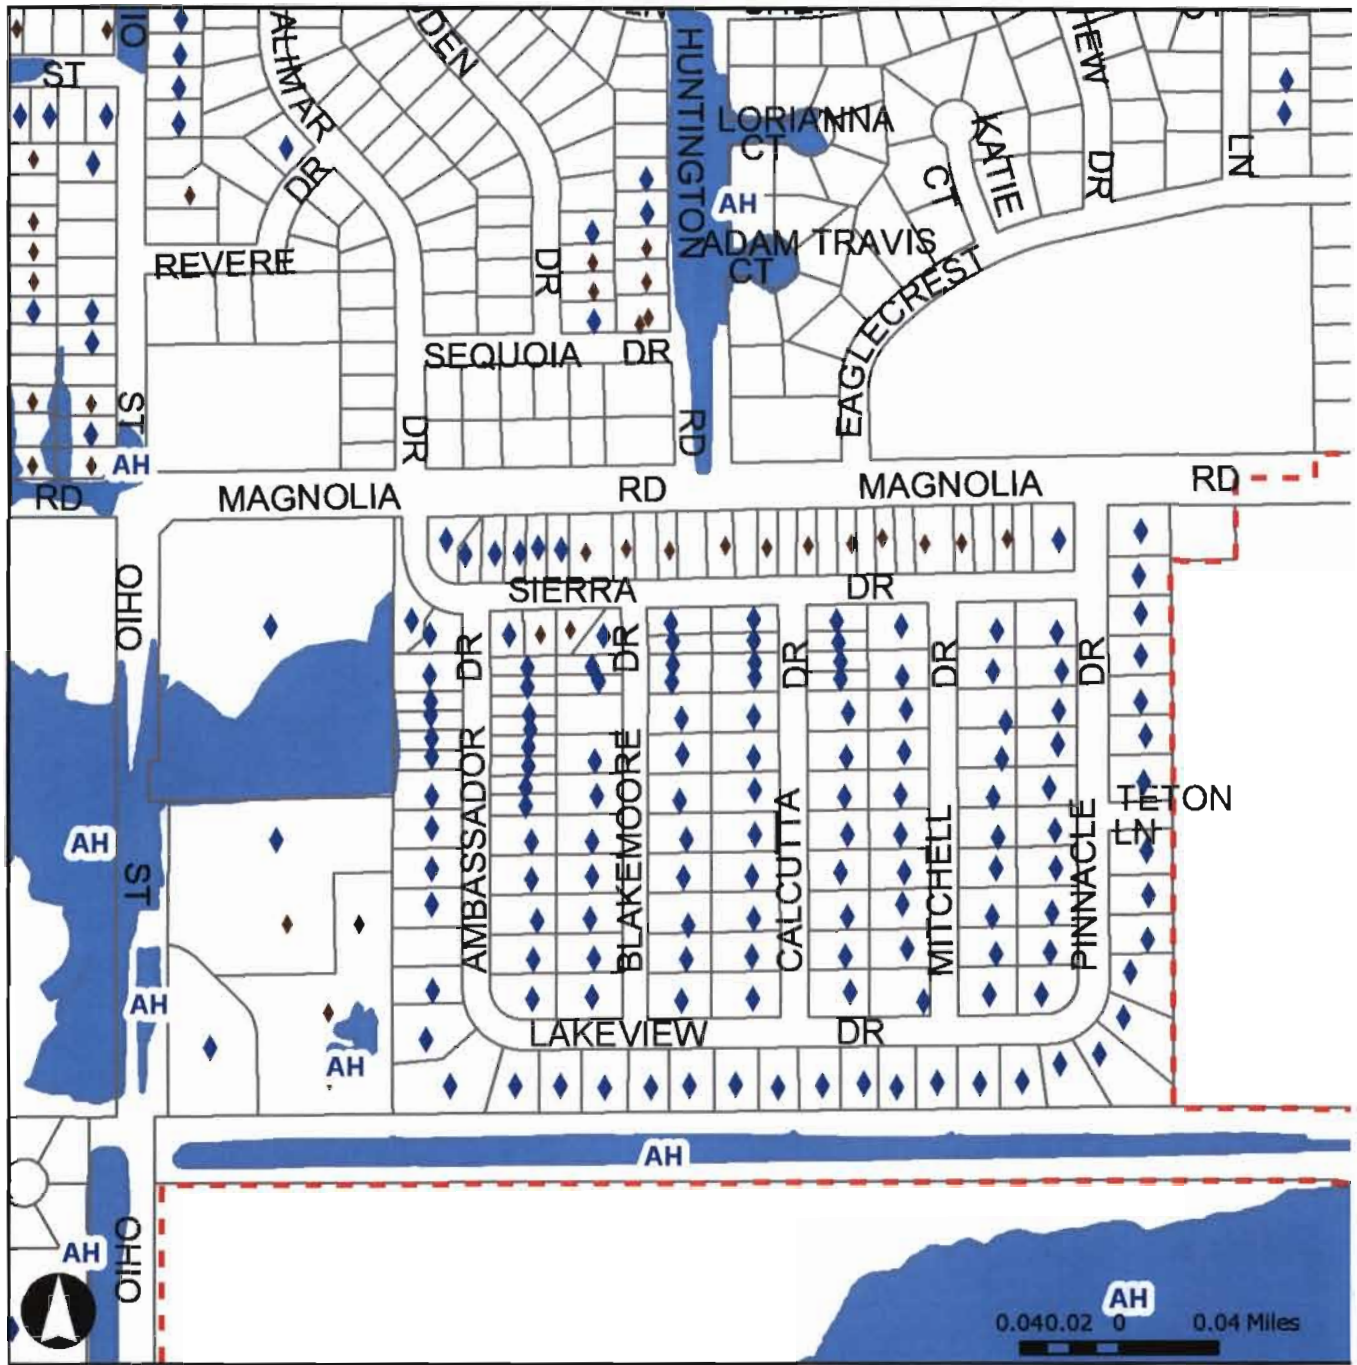 IO
ST
ALIMAR
DR
DEN
DR
HUNTINGTON
RD
LORIANNA
CT
AH
ADAM TRAVIS
CT
KATIE
CT
HEW
DR
LN
REVERE
EAGLECREST
SEQUOIA DR
ST
DR
AH
RD MAGNOLIA RD MAGNOLIA RD
OHIO
ST
SIERRA DR
AMBASSADOR DR
BLAKEMOORE DR
CALCUTTA DR
MITCHELL DR
PINNACLE DR
TETON
LN
AH
AH
AH
LAKEVIEW DR
AH
AH
OHIO
AH
0.040.02 0 0.04 Miles